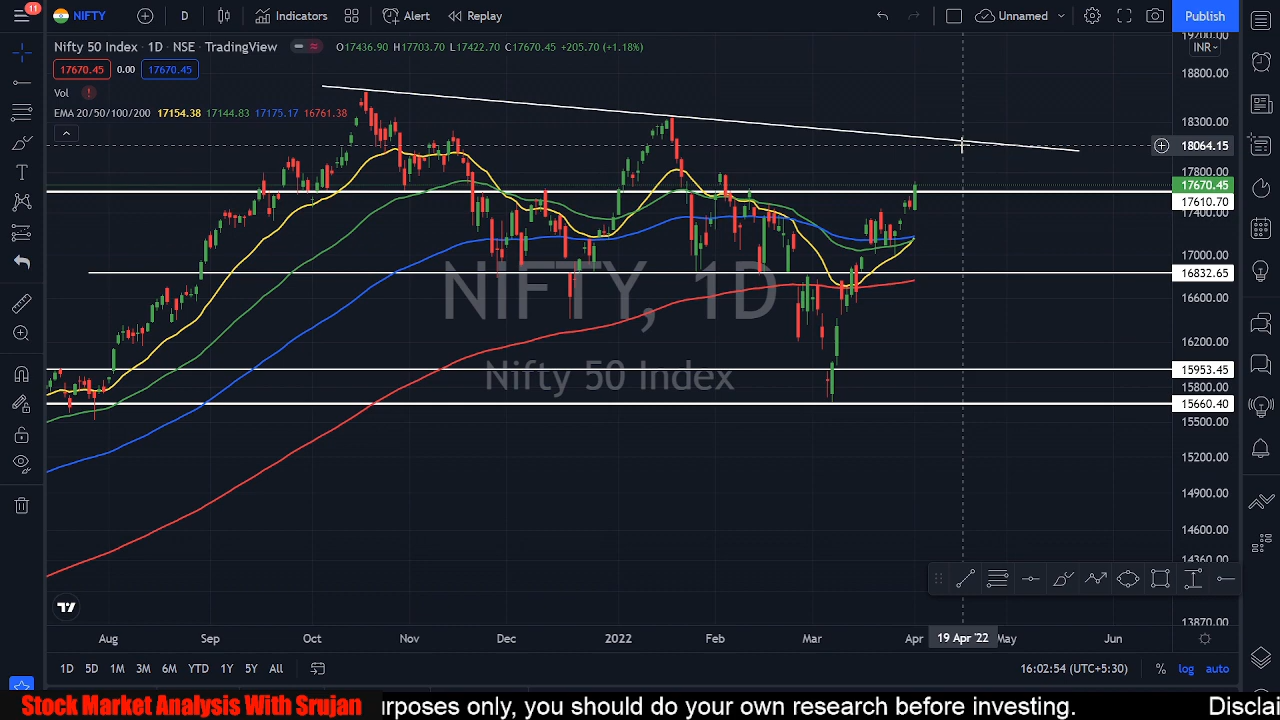 11
NIFTY
D
Indicators
Alert
Replay
Unnamed
Publish
Nifty 50 Index • 1D • NSE • TradingView
O17436.90 H17703.70 L17422.70 C17670.45 +205.70 (+1.18%)
17670.45 0.00 17670.45
Vol !
EMA 20/50/100/200 17154.38 17144.83 17175.17 16761.38
19200.00
INR
18800.00
18300.00
18064.15
17800.00
17670.45
17610.70
17400.00
17000.00
16832.65
16600.00
16200.00
15953.45
15800.00
15660.40
15500.00
15200.00
14900.00
14600.00
14360.00
13870.00
NIFTY, 1D
Nifty 50 Index
Aug Sep Oct Nov Dec 2022 Feb Mar Apr 19 Apr '22 May Jun
1D 5D 1M 3M 6M YTD 1Y 5Y All
16:02:54 (UTC+5:30) % log auto
Stock Market Analysis With Srujan
urposes only, you should do your own research before investing. Disclai